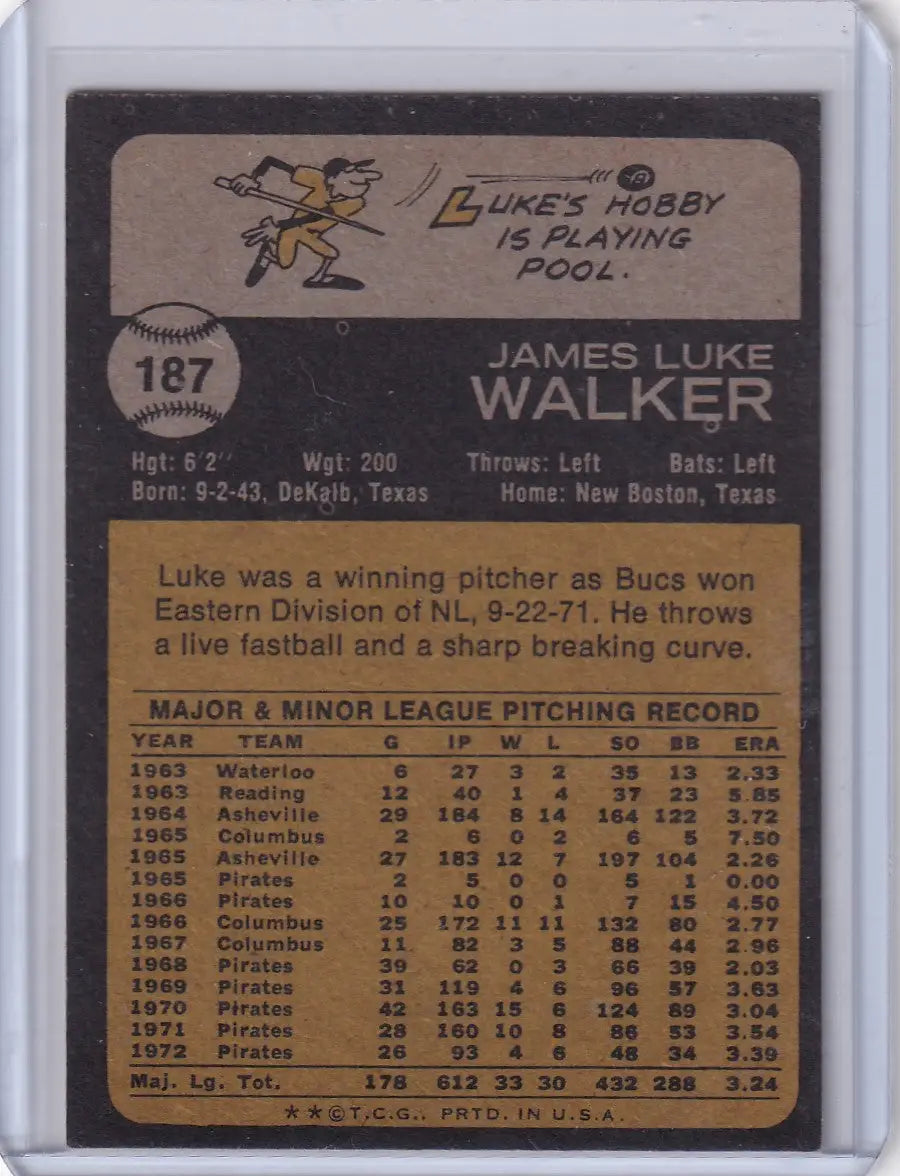 LUKE'S HOBBY
IS PLAYING
POOL.
187
JAMES LUKE
WALKER
Hgt: 6'2" Wgt: 200 Throws: Left Bats: Left
Born: 9-2-43, DeKalb, Texas Home: New Boston, Texas
Luke was a winning pitcher as Bucs won
Eastern Division of NL, 9-22-71. He throws
a live fastball and a sharp breaking curve.
MAJOR & MINOR LEAGUE PITCHING RECORD
YEAR TEAM G IP W L SO BB ERA
1963 Waterloo 6 27 3 2 35 13 2.33
1963 Reading 12 40 1 4 37 23 5.85
1964 Asheville 29 184 8 14 164 122 3.72
1965 Columbus 2 6 0 2 6 5 7.50
1965 Asheville 27 183 12 7 197 104 2.26
1965 Pirates 2 5 0 0 5 1 0.00
1966 Pirates 10 10 0 1 7 15 4.50
1966 Columbus 25 172 11 11 132 80 2.77
1967 Columbus 11 82 3 5 88 44 2.96
1968 Pirates 39 62 0 3 66 39 2.03
1969 Pirates 31 119 4 6 96 57 3.63
1970 Pirates 42 163 15 6 124 89 3.04
1971 Pirates 28 160 10 8 86 53 3.54
1972 Pirates 26 93 4 6 48 34 3.39
Maj. Lg. Tot. 178 612 33 30 432 288 3.24
**©T.C.G., PRTD. IN U.S.A.